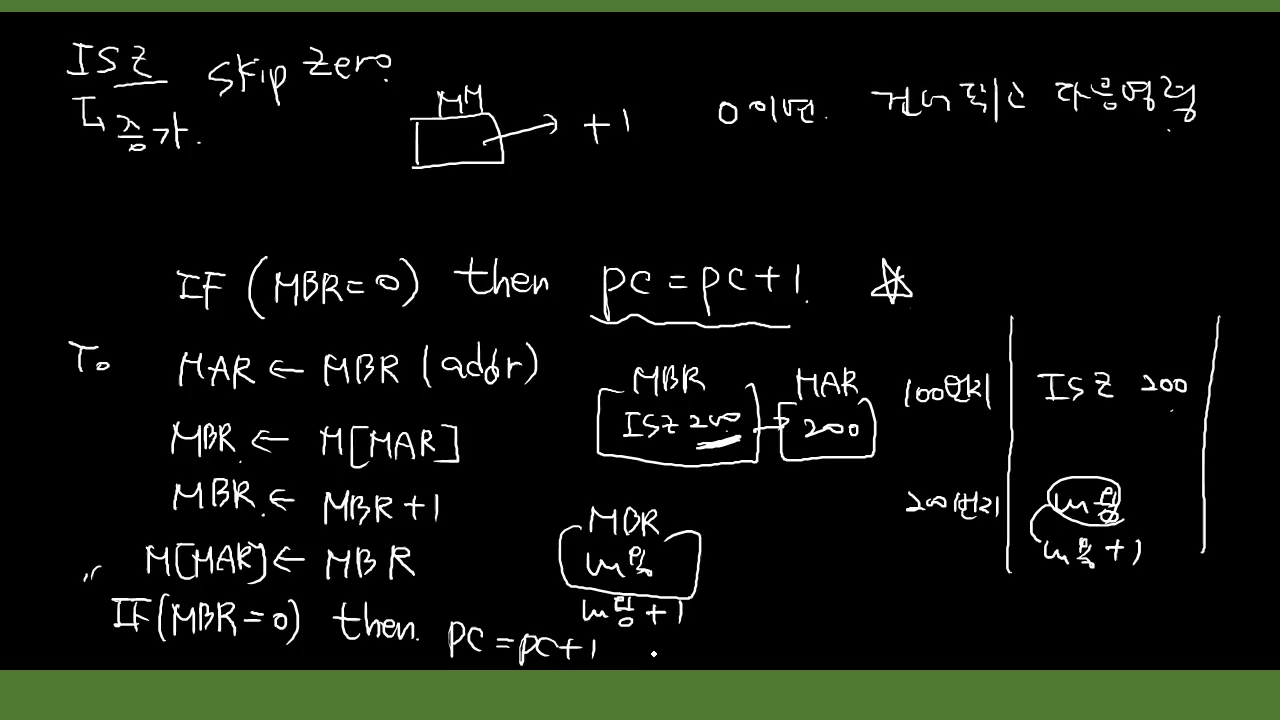 ISZ skip zero.
↳ 증가.
MM → +1 0이면. 건너뛰고 다음명령
IF (MBR=0) then PC = PC+1. ☆
T0 MAR ← MBR (addr)
MBR ← M[MAR]
MBR ← MBR+1
M[MAR] ← MBR
IF(MBR=0) then PC=PC+1
MBR MAR
ISZ 200 → 200
MBR
내용
내용+1
100번지 ISZ 200
200번지 내용
내용+1